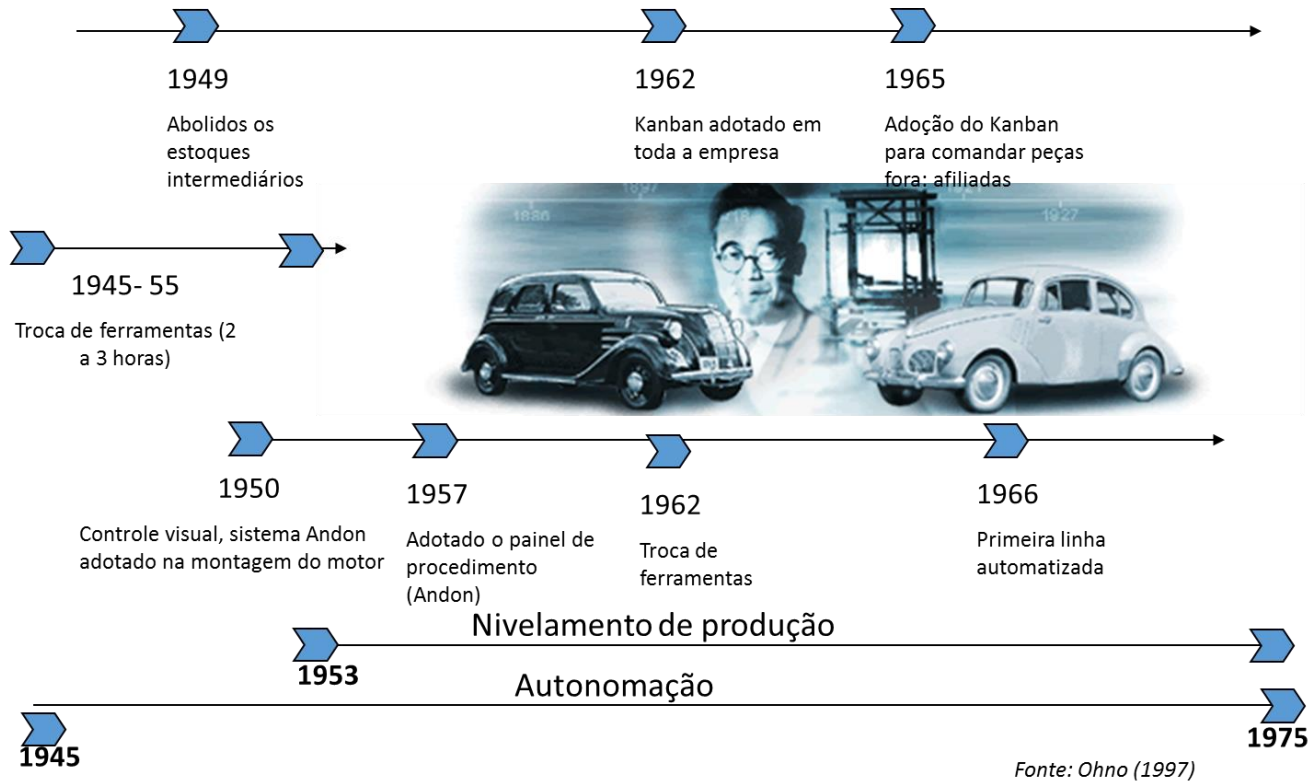 1949
Abolidos os
estoques
intermediários
1962
Kanban adotado em
toda a empresa
1965
Adoção do Kanban
para comandar peças
fora: afiliadas
1897
1886
1927
1945- 55
Troca de ferramentas (2
a 3 horas)
1950
Controle visual, sistema Andon
adotado na montagem do motor
1957
Adotado o painel de
procedimento
(Andon)
1962
Troca de
ferramentas
1966
Primeira linha
automatizada
Nivelamento de produção
1953
Autonomação
1945
1975
Fonte: Ohno (1997)